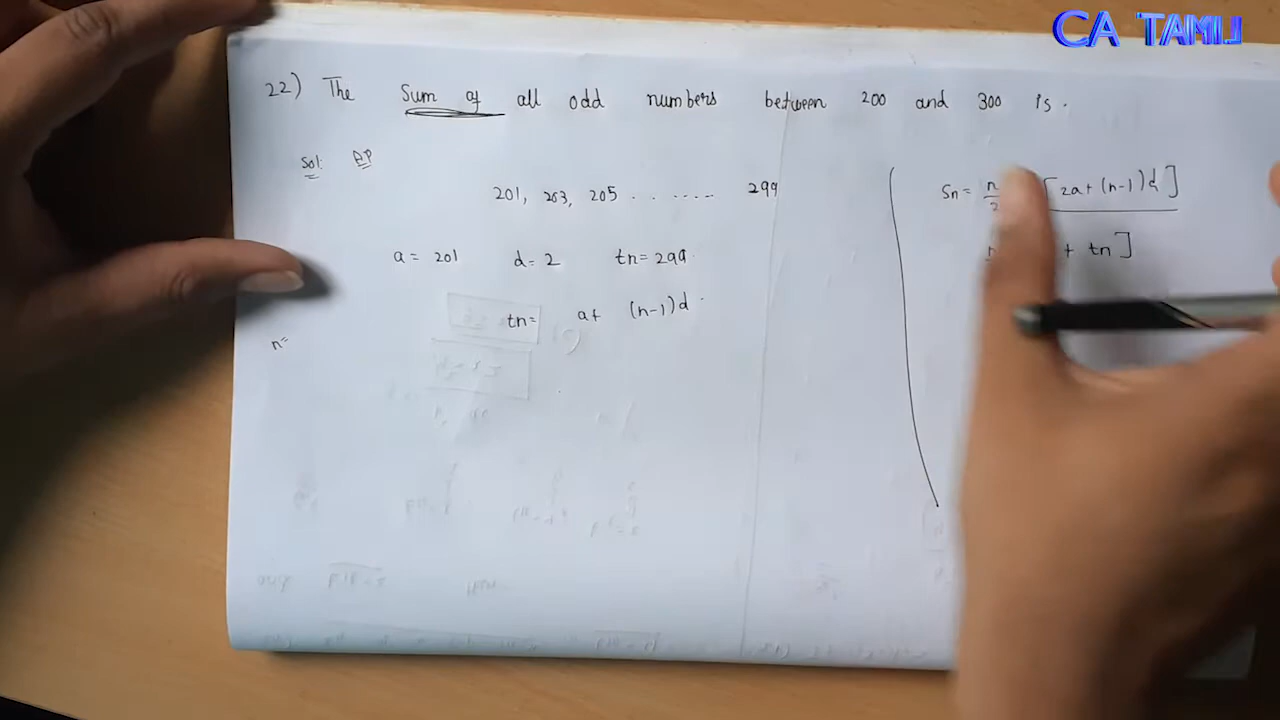 CA TAMIL
22) The Sum of all odd numbers between 200 and 300 is.
Sol: AP
201, 203, 205 . . ...... 299
a = 201 d = 2 tn = 299
tn = a + (n-1)d
n=
Sn = n/2 [2a+(n-1)d]
+ tn]